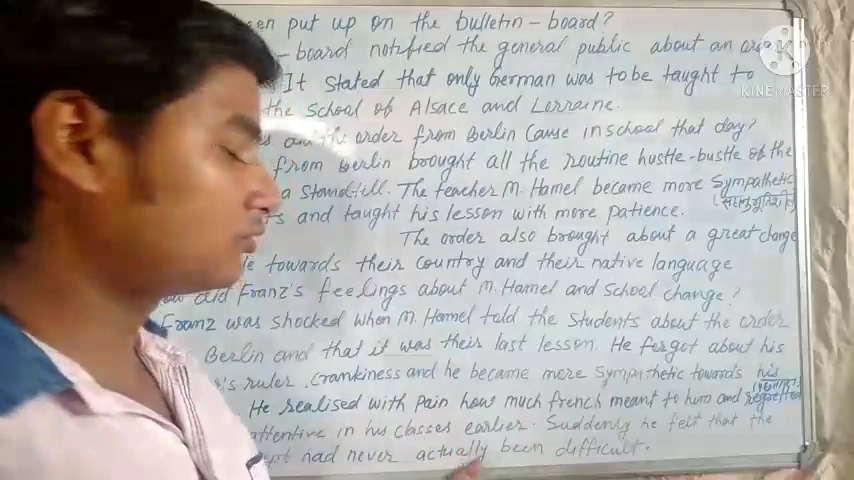 een put up on the bulletin-board?
-board notified the general public about an ord
It stated that only German was to be taught to
the School of Alsace and Lorraine.
the order from Berlin Cause in school that day?
from Berlin brought all the routine hustle-bustle of the
a Standstill. The teacher M. Hamel became more Sympathetic
ts and taught his lesson with more patience.
The order also brought about a great change
le towards their country and their native language
did Franz's feelings about M. Hamel and School change?
Franz was shocked when M. Hamel told the Students about the order
Berlin and that it was their last lesson. He forgot about his
r's ruler, crankiness and he became more Sympathetic towards his
He realised with pain how much french meant to him and regretted
attentive in his classes earlier. Suddenly he felt that the
ept had never actually been difficult.
KINEMASTER